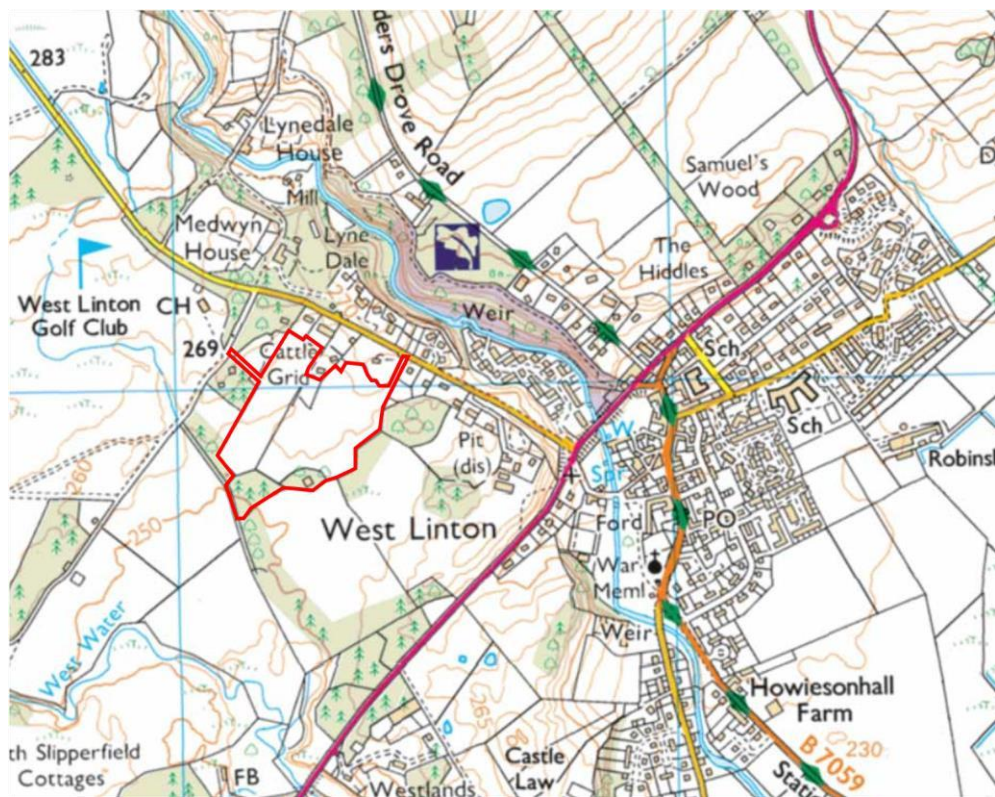 283
ders Drove Road
Lynedale
House
Mill
Samuel's
Wood
D
Medwyn
House
Lyne
Dale
The
Hiddles
West Linton
Golf Club
CH
Weir
269
Cattle
Grid
Sch
Sch
W
Spr
Pit
(dis)
Robinsl
260
250
West Linton
Ford
PO
War
Meml
Weir
West Water
265
Howiesonhall
Farm
230
B 7059
Stati
th Slipperfield
Cottages
FB
Castle
Law
Westlands